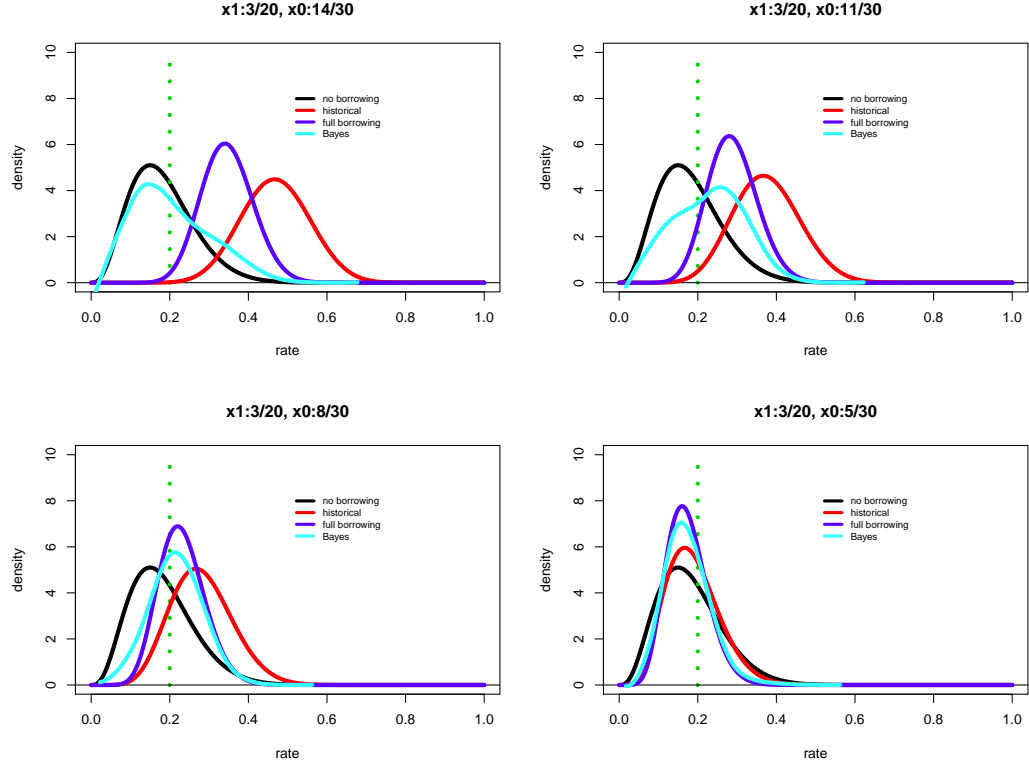 x1:3/20, x0:14/30
density
10
8
6
4
2
0
no borrowing
historical
full borrowing
Bayes
0.0 0.2 0.4 0.6 0.8 1.0
rate
x1:3/20, x0:11/30
density
10
8
6
4
2
0
no borrowing
historical
full borrowing
Bayes
0.0 0.2 0.4 0.6 0.8 1.0
rate
x1:3/20, x0:8/30
density
10
8
6
4
2
0
no borrowing
historical
full borrowing
Bayes
0.0 0.2 0.4 0.6 0.8 1.0
rate
x1:3/20, x0:5/30
density
10
8
6
4
2
0
no borrowing
historical
full borrowing
Bayes
0.0 0.2 0.4 0.6 0.8 1.0
rate